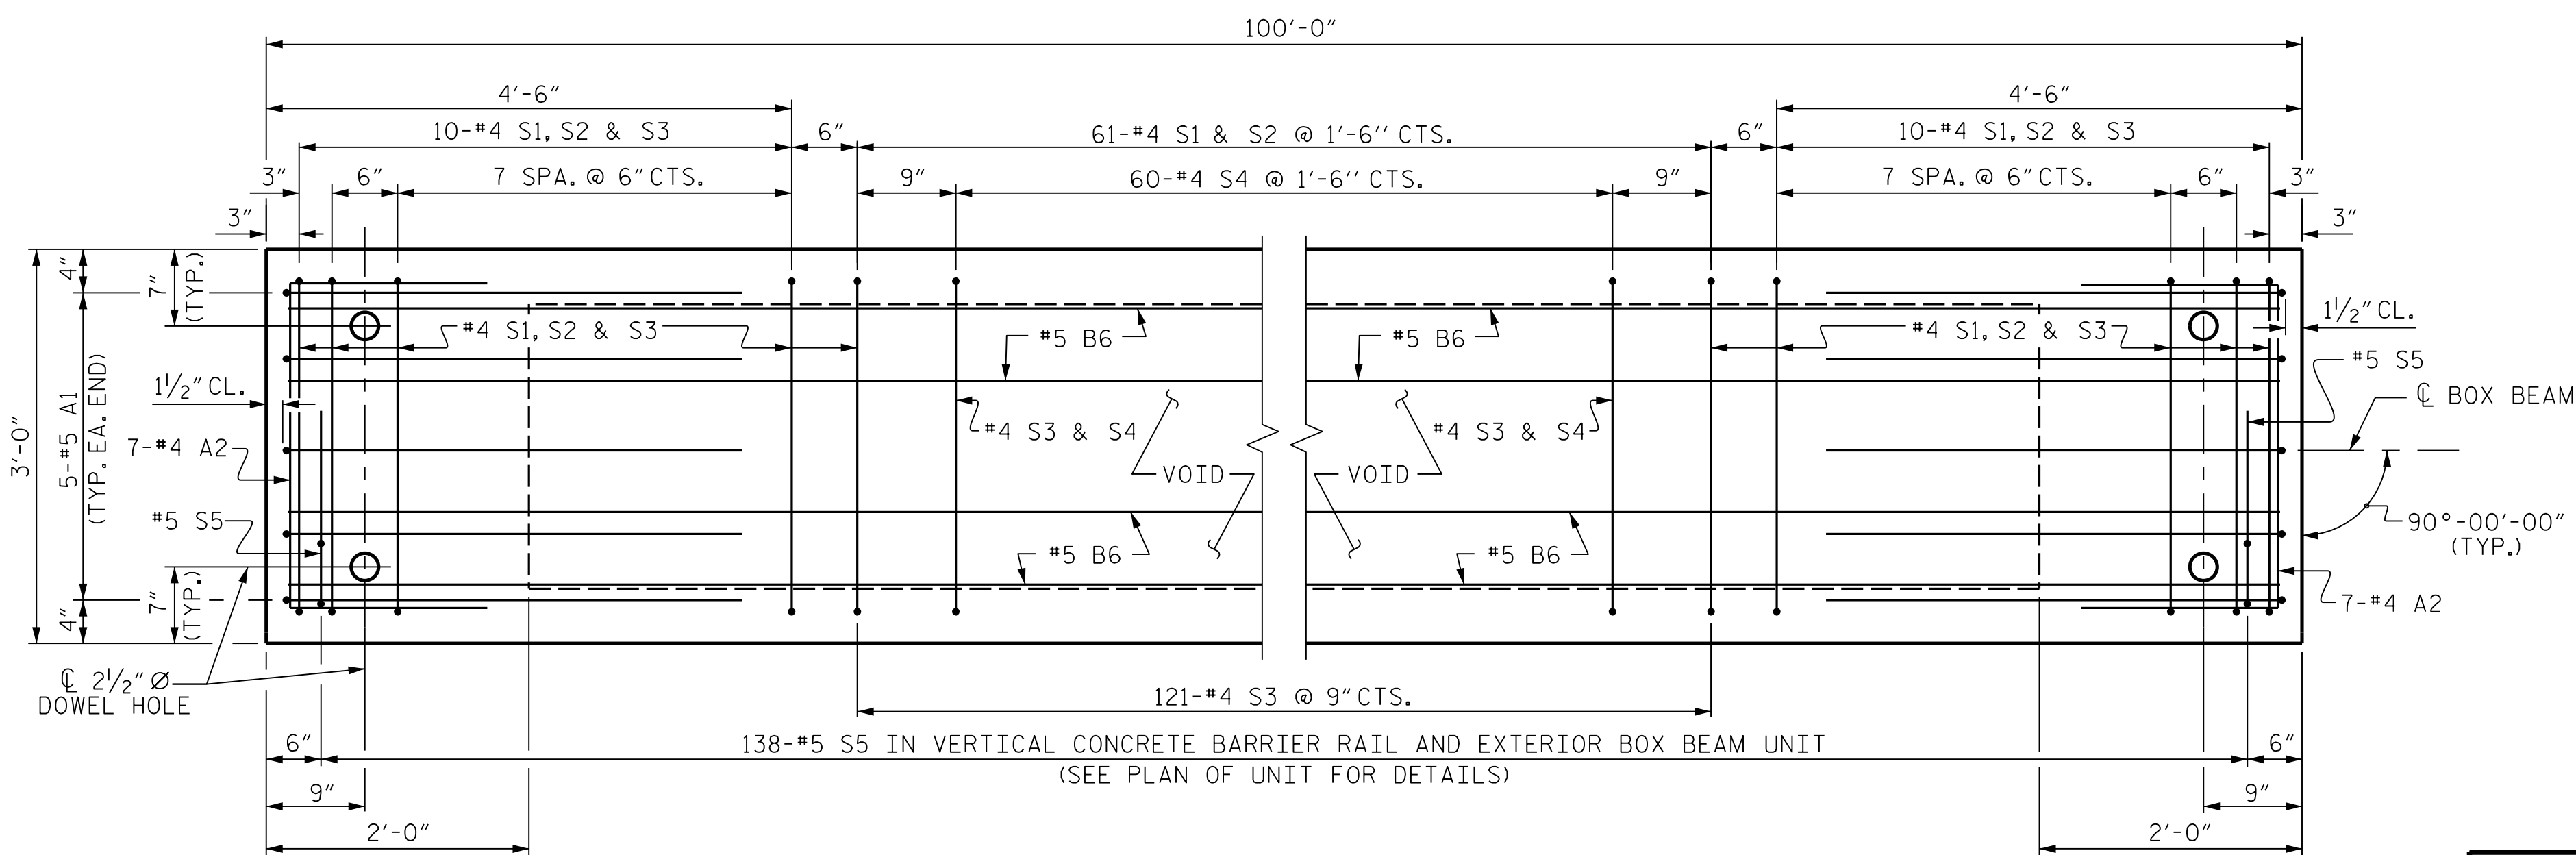 100'-0"
4'-6"
4'-6"
10-#4 S1, S2 & S3
6"
61-#4 S1 & S2 @ 1'-6'' CTS.
6"
10-#4 S1, S2 & S3
3"
6"
7 SPA. @ 6" CTS.
9"
60-#4 S4 @ 1'-6'' CTS.
9"
7 SPA. @ 6" CTS.
6"
3"
3"
3"
4"
7"
(TYP.)
#4 S1, S2 & S3
#5 B6
#5 B6
#4 S1, S2 & S3
1 1/2" CL.
#5 S5
℄ BOX BEAM
3'-0"
5-#5 A1
(TYP. EA. END)
1 1/2" CL.
7-#4 A2
#4 S3 & S4
#4 S3 & S4
VOID
VOID
#5 S5
90°-00'-00"
(TYP.)
#5 B6
#5 B6
7"
(TYP.)
4"
7-#4 A2
℄ 2 1/2" Ø
DOWEL HOLE
121-#4 S3 @ 9" CTS.
6"
138-#5 S5 IN VERTICAL CONCRETE BARRIER RAIL AND EXTERIOR BOX BEAM UNIT
(SEE PLAN OF UNIT FOR DETAILS)
6"
9"
9"
2'-0"
2'-0"